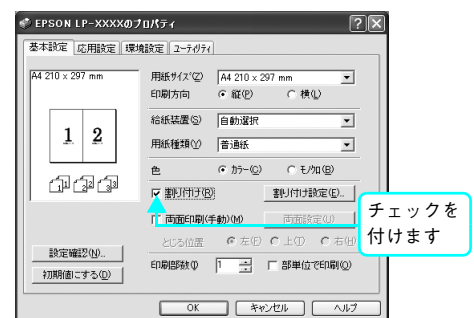 EPSON LP-XXXXのプロパティ
基本設定 応用設定 環境設定 ユーティリティ
A4 210 x 297 mm
用紙サイズ(Z) A4 210 x 297 mm
印刷方向 縦(P) 横(L)
給紙装置(S) 自動選択
用紙種類(Y) 普通紙
1 2
色 カラー(C) モノクロ(B)
1 1 2 2 3 3
割り付け(R) 割り付け設定(E)...
両面印刷(手動)(M) 両面設定(U)
とじる位置 左(F) 上(T) 右(H)
チェックを
付けます
設定確認(N)...
印刷部数(I) 1 部単位で印刷(O)
初期値にする(D)
OK キャンセル ヘルプ